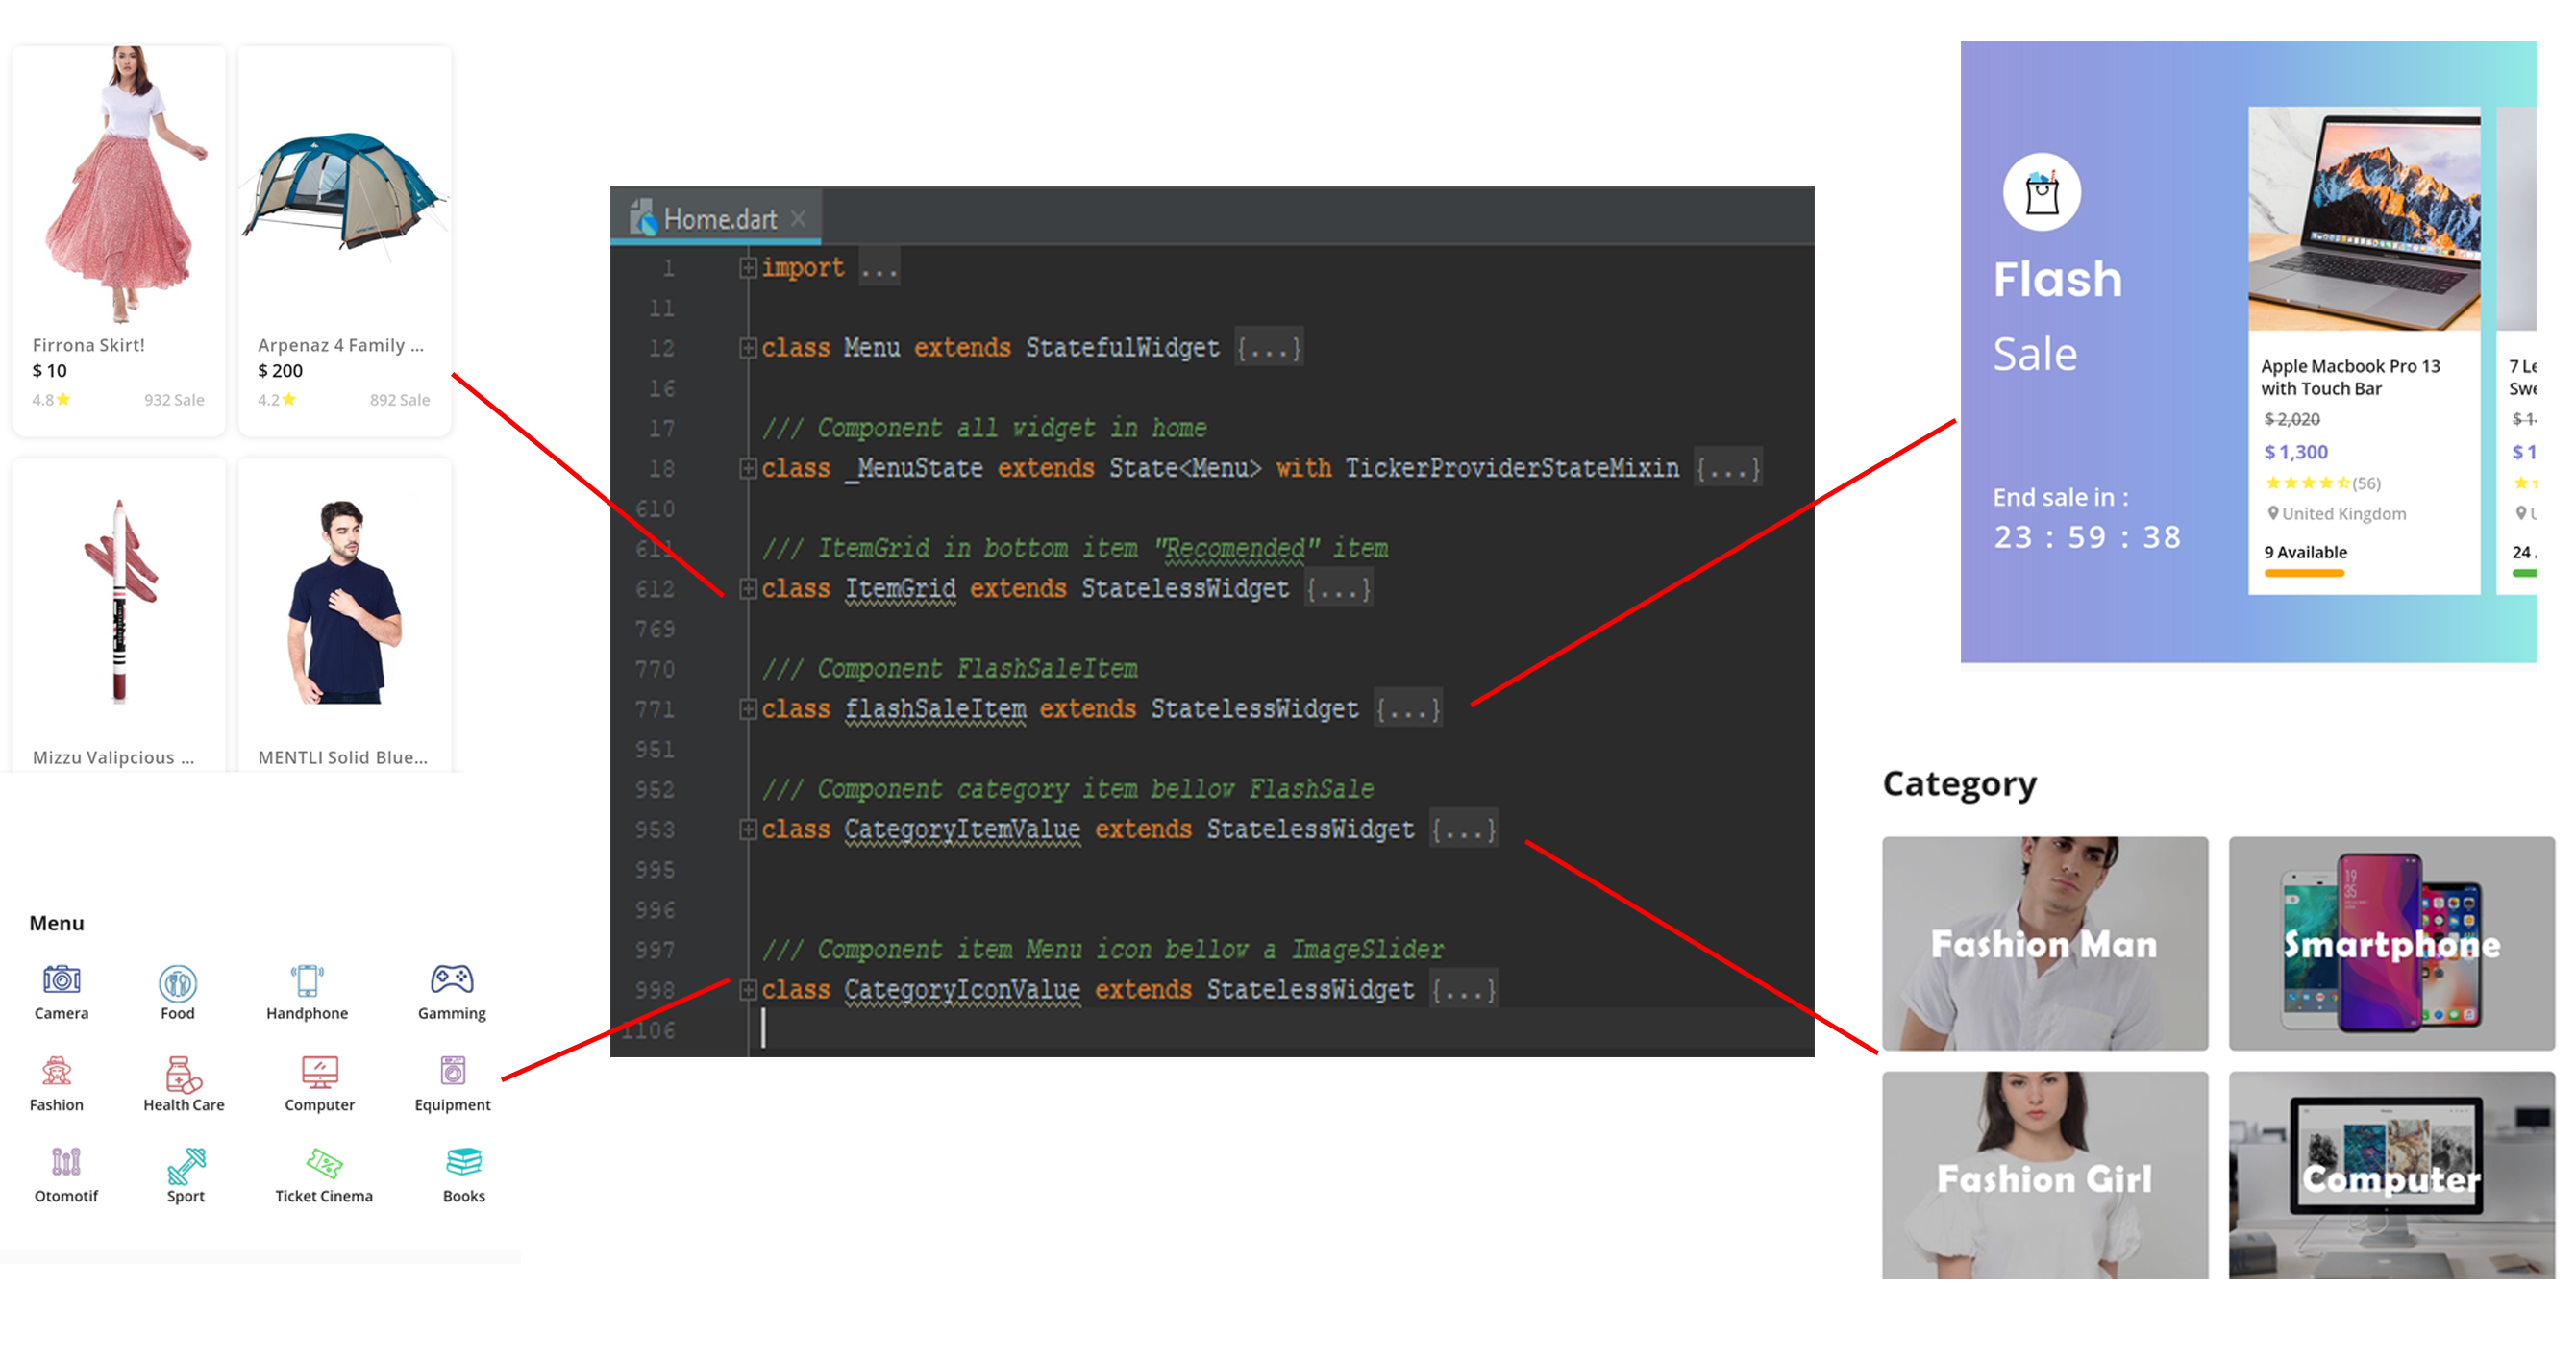 Firrona Skirt!
$ 10
4.8 932 Sale
Arpenaz 4 Family ...
$ 200
4.2 892 Sale
Mizzu Valipcious ...
MENTLI Solid Blue...
Menu
Camera Food Handphone Gamming
Fashion Health Care Computer Equipment
Otomotif Sport Ticket Cinema Books
Home.dart
1 import ...
11
12 class Menu extends StatefulWidget {...}
16
17 /// Component all widget in home
18 class _MenuState extends State<Menu> with TickerProviderStateMixin {...}
610
611 /// ItemGrid in bottom item "Recomended" item
612 class ItemGrid extends StatelessWidget {...}
769
770 /// Component FlashSaleItem
771 class flashSaleItem extends StatelessWidget {...}
951
952 /// Component category item bellow FlashSale
953 class CategoryItemValue extends StatelessWidget {...}
995
996
997 /// Component item Menu icon bellow a ImageSlider
998 class CategoryIconValue extends StatelessWidget {...}
1106
Flash
Sale
End sale in :
23 : 59 : 38
Apple Macbook Pro 13
with Touch Bar
$ 2,020
$ 1,300
(56)
United Kingdom
9 Available
7 Le
Swe
$ 1
$ 1
24
Category
Fashion Man
Smartphone
Fashion Girl
Computer